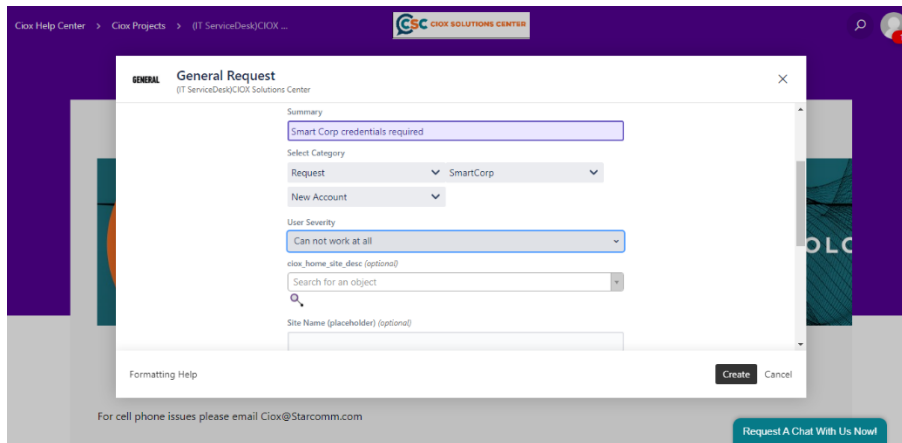 Ciox Help Center > Ciox Projects > (IT ServiceDesk)CIOX ...
CSC CIOX SOLUTIONS CENTER
GENERAL
General Request
(IT ServiceDesk)CIOX Solutions Center
Summary
Smart Corp credentials required
Select Category
Request SmartCorp
New Account
User Severity
Can not work at all
ciox_home_site_desc (optional)
Search for an object
Site Name (placeholder) (optional)
Formatting Help Create Cancel
OLO
For cell phone issues please email Ciox@Starcomm.com
Request A Chat With Us Now!